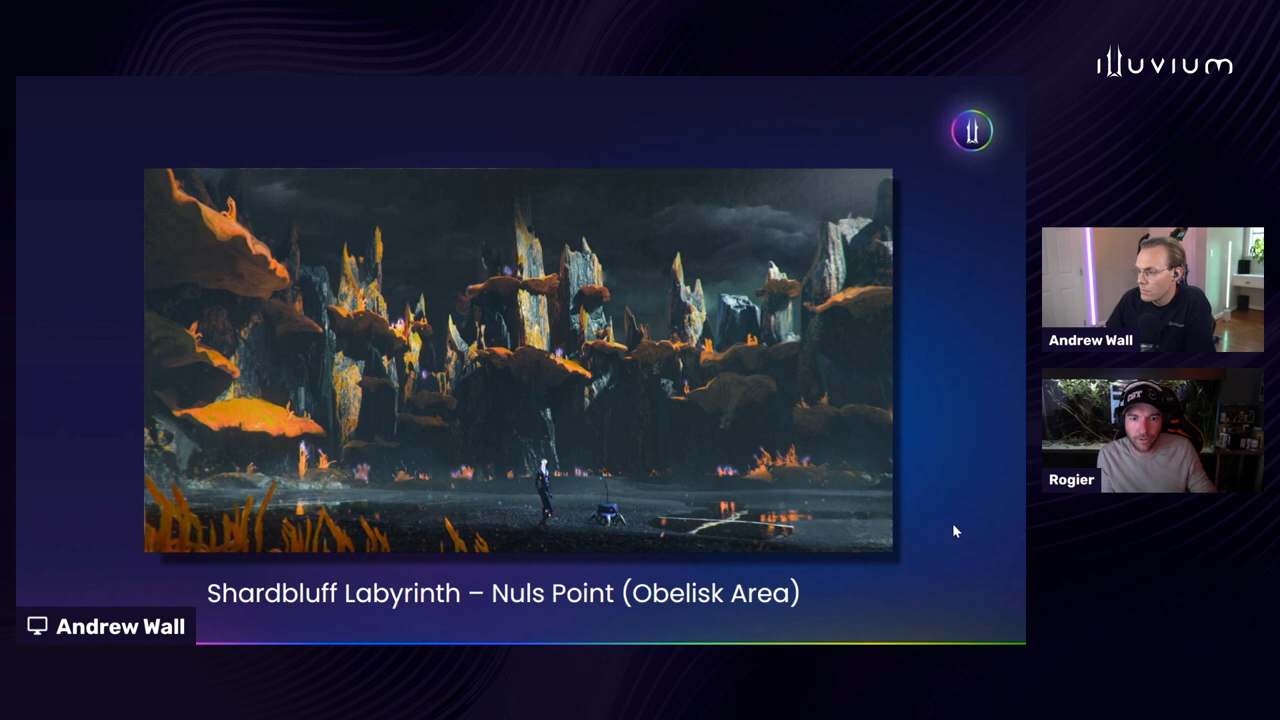 illuvium
Shardbluff Labyrinth – Nuls Point (Obelisk Area)
Andrew Wall
Andrew Wall
Rogier